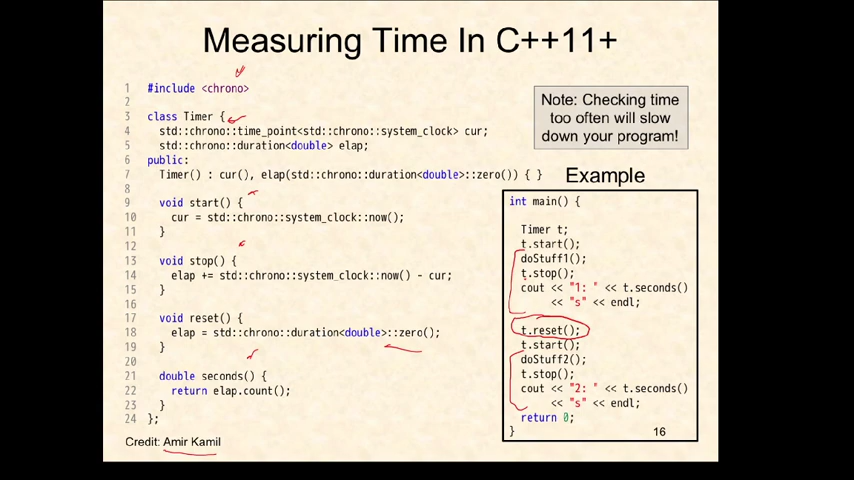 Measuring Time In C++11+
1 #include <chrono>
2
3 class Timer {
4 std::chrono::time_point<std::chrono::system_clock> cur;
5 std::chrono::duration<double> elap;
6 public:
7 Timer() : cur(), elap(std::chrono::duration<double>::zero()) { }
8
9 void start() {
10 cur = std::chrono::system_clock::now();
11 }
12
13 void stop() {
14 elap += std::chrono::system_clock::now() - cur;
15 }
16
17 void reset() {
18 elap = std::chrono::duration<double>::zero();
19 }
20
21 double seconds() {
22 return elap.count();
23 }
24 };
Credit: Amir Kamil
Note: Checking time
too often will slow
down your program!
Example
int main() {
Timer t;
t.start();
doStuff1();
t.stop();
cout << "1: " << t.seconds()
<< "s" << endl;
t.reset();
t.start();
doStuff2();
t.stop();
cout << "2: " << t.seconds()
<< "s" << endl;
return 0;
}
16